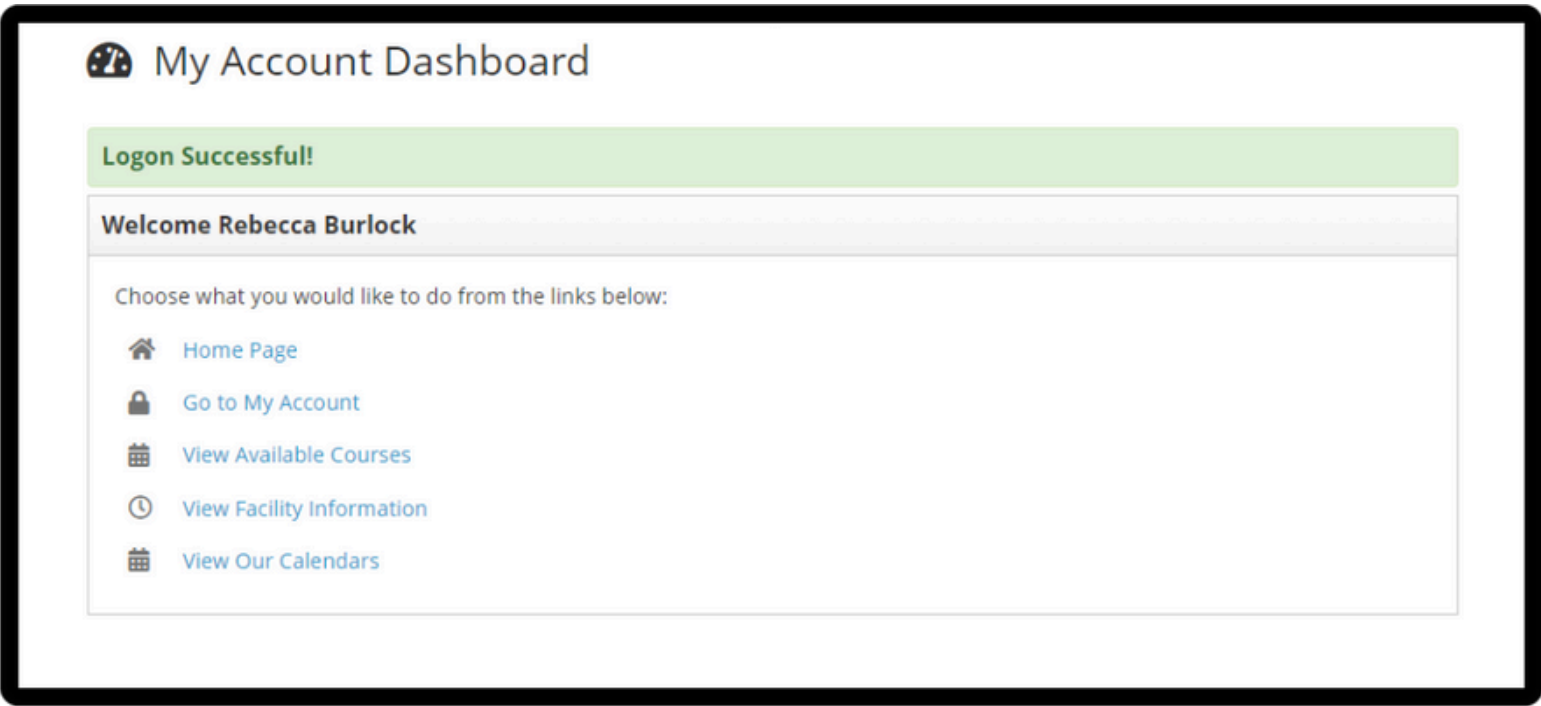 My Account Dashboard
Logon Successful!
Welcome Rebecca Burlock
Choose what you would like to do from the links below:
Home Page
Go to My Account
View Available Courses
View Facility Information
View Our Calendars